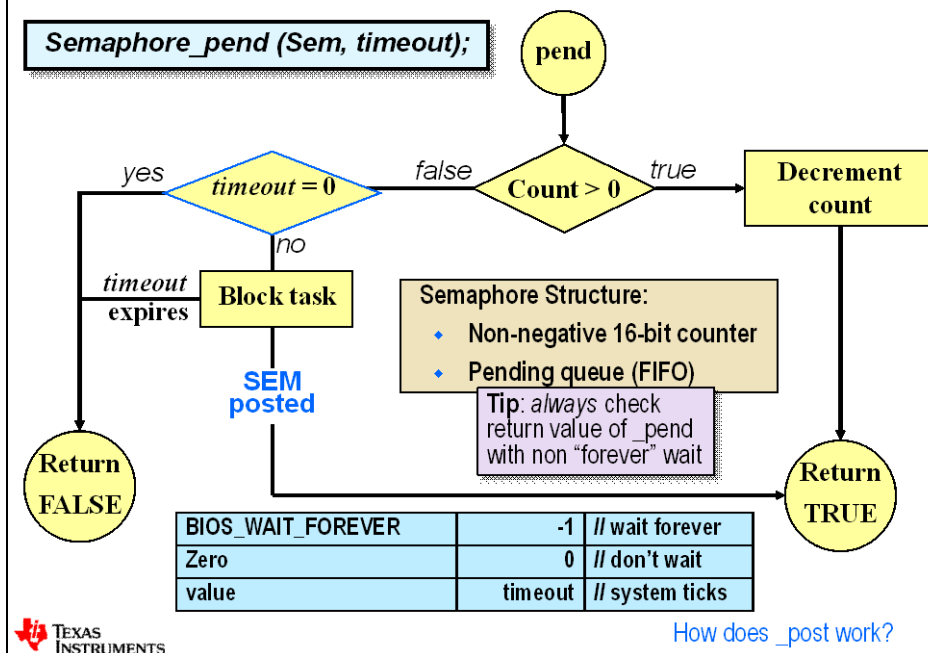 Semaphore_pend (Sem, timeout);
pend
yes
timeout = 0
false
Count > 0
true
Decrement
count
no
timeout
expires
Block task
Semaphore Structure:
Non-negative 16-bit counter
Pending queue (FIFO)
SEM
posted
Tip: always check
return value of _pend
with non “forever” wait
Return
FALSE
Return
TRUE
BIOS_WAIT_FOREVER -1 // wait forever
Zero 0 // don’t wait
value timeout // system ticks
TEXAS
INSTRUMENTS
How does _post work?